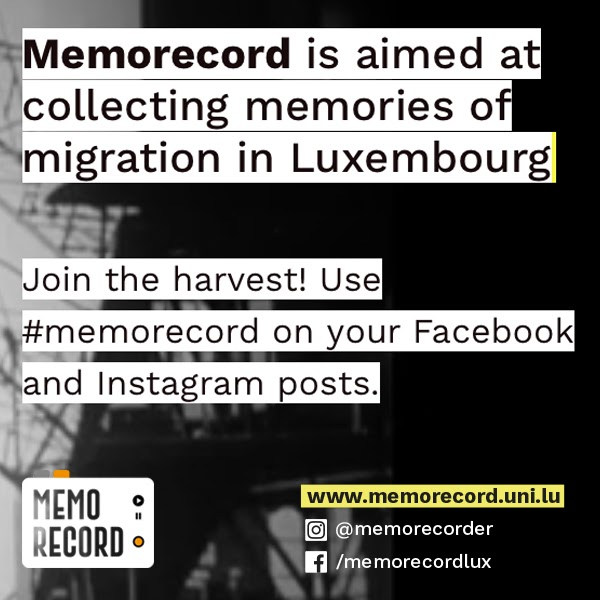 Memorecord is aimed at
collecting memories of
migration in Luxembourg
Join the harvest! Use
#memorecord on your Facebook
and Instagram posts.
MEMO
RECORD
www.memorecord.uni.lu
@memorecorder
/memorecordlux